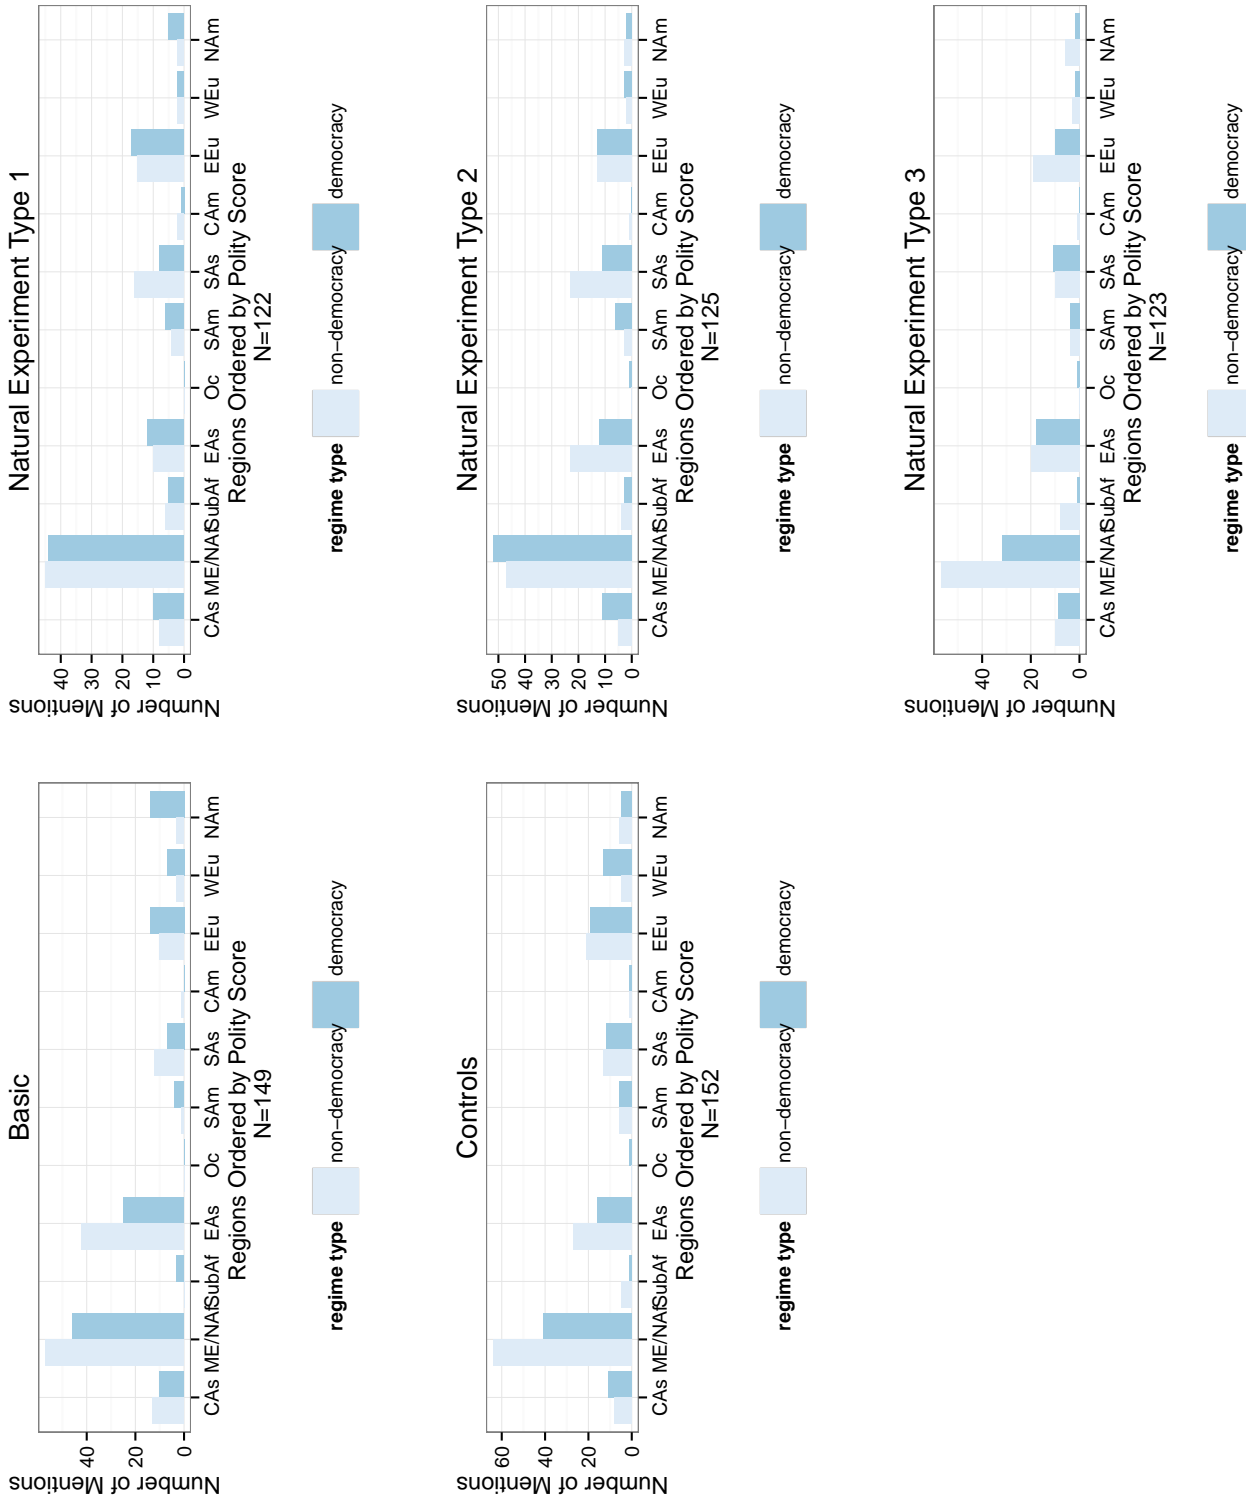 Basic
Number of Mentions
40
20
0
CAs ME/NAf SubAf EAs Oc SAm SAs CAm EEu WEu NAm
Regions Ordered by Polity Score
N=149
regime type non−democracy democracy
Natural Experiment Type 1
Number of Mentions
40
30
20
10
0
CAs ME/NAf SubAf EAs Oc SAm SAs CAm EEu WEu NAm
Regions Ordered by Polity Score
N=122
regime type non−democracy democracy
Controls
Number of Mentions
60
40
20
0
CAs ME/NAf SubAf EAs Oc SAm SAs CAm EEu WEu NAm
Regions Ordered by Polity Score
N=152
regime type non−democracy democracy
Natural Experiment Type 2
Number of Mentions
50
40
30
20
10
0
CAs ME/NAf SubAf EAs Oc SAm SAs CAm EEu WEu NAm
Regions Ordered by Polity Score
N=125
regime type non−democracy democracy
Natural Experiment Type 3
Number of Mentions
40
20
0
CAs ME/NAf SubAf EAs Oc SAm SAs CAm EEu WEu NAm
Regions Ordered by Polity Score
N=123
regime type non−democracy democracy